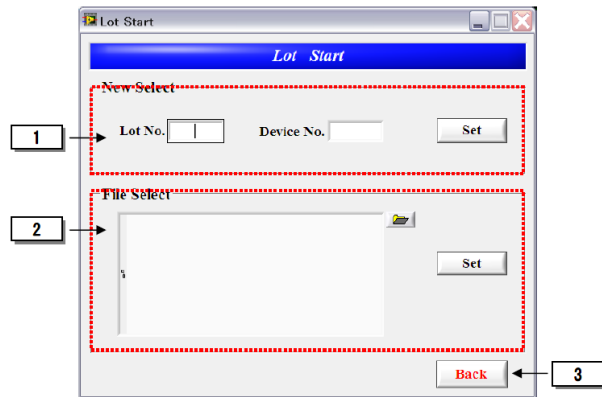 Lot Start
Lot Start
New Select
1
Lot No.
Device No.
Set
File Select
2
Set
Back
3